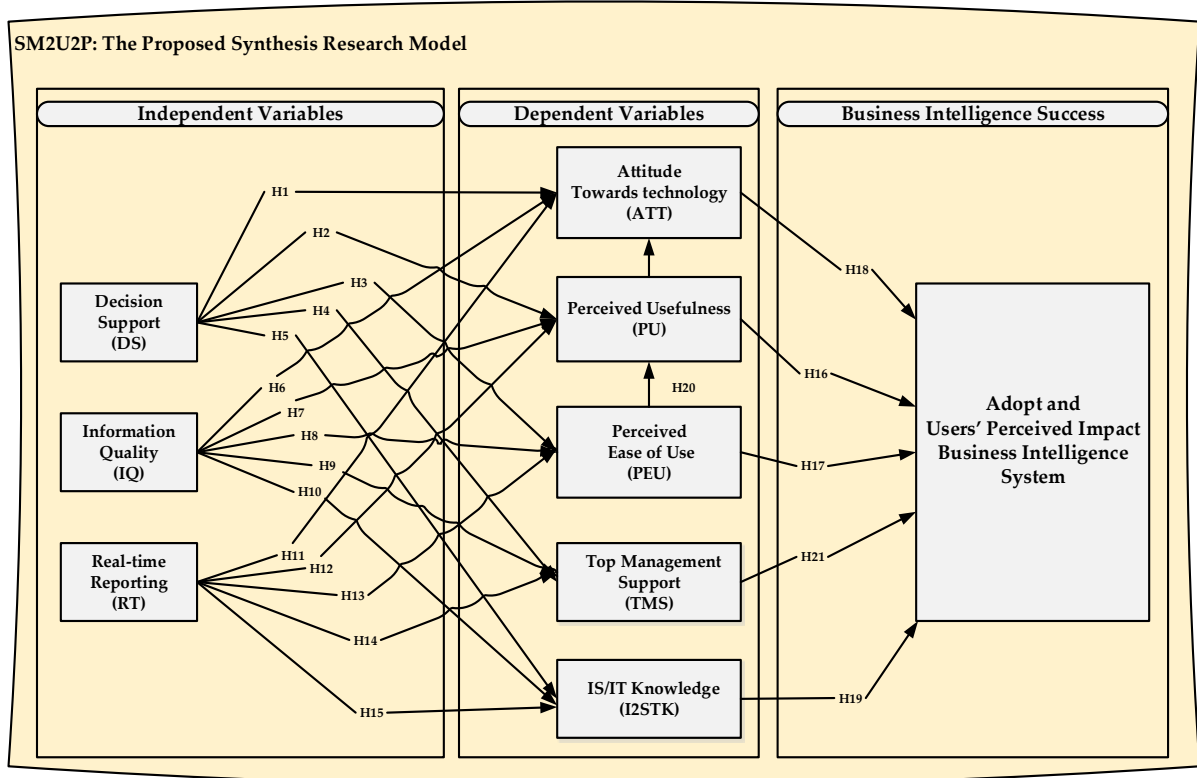 SM2U2P: The Proposed Synthesis Research Model
Independent Variables
Decision
Support
(DS)
Information
Quality
(IQ)
Real-time
Reporting
(RT)
H1
H2
H3
H4
H5
H6
H7
H8
H9
H10
H11
H12
H13
H14
H15
Dependent Variables
Attitude
Towards technology
(ATT)
Perceived Usefulness
(PU)
H20
Perceived
Ease of Use
(PEU)
Top Management
Support
(TMS)
IS/IT Knowledge
(I2STK)
Business Intelligence Success
H18
H16
H17
H21
H19
Adopt and
Users’ Perceived Impact
Business Intelligence
System